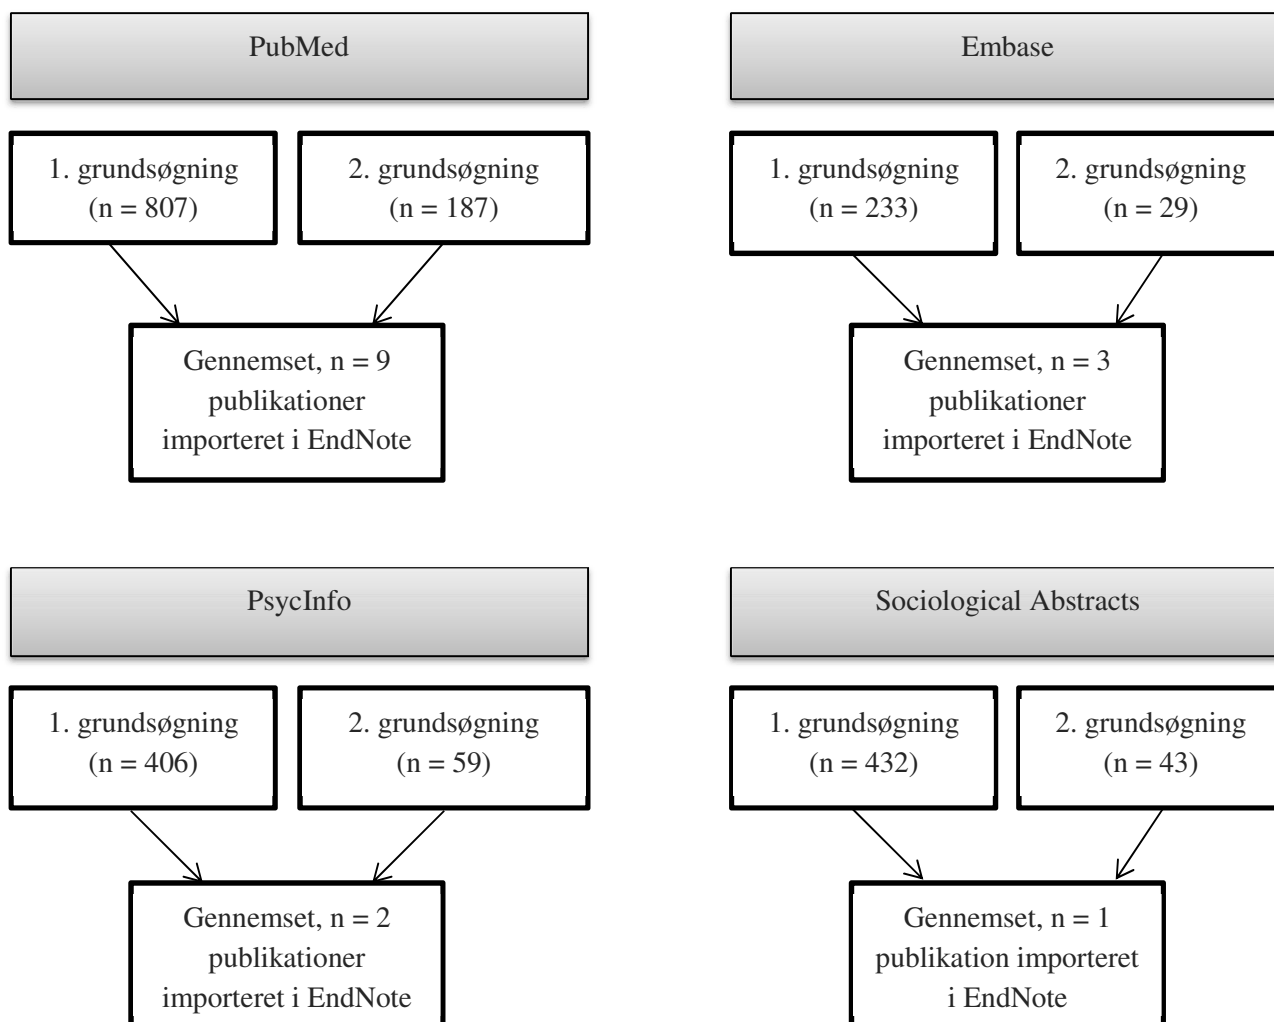 PubMed
1. grundsøgning
(n = 807)
2. grundsøgning
(n = 187)
Gennemset, n = 9
publikationer
importeret i EndNote
Embase
1. grundsøgning
(n = 233)
2. grundsøgning
(n = 29)
Gennemset, n = 3
publikationer
importeret i EndNote
PsycInfo
1. grundsøgning
(n = 406)
2. grundsøgning
(n = 59)
Gennemset, n = 2
publikationer
importeret i EndNote
Sociological Abstracts
1. grundsøgning
(n = 432)
2. grundsøgning
(n = 43)
Gennemset, n = 1
publikation importeret
i EndNote